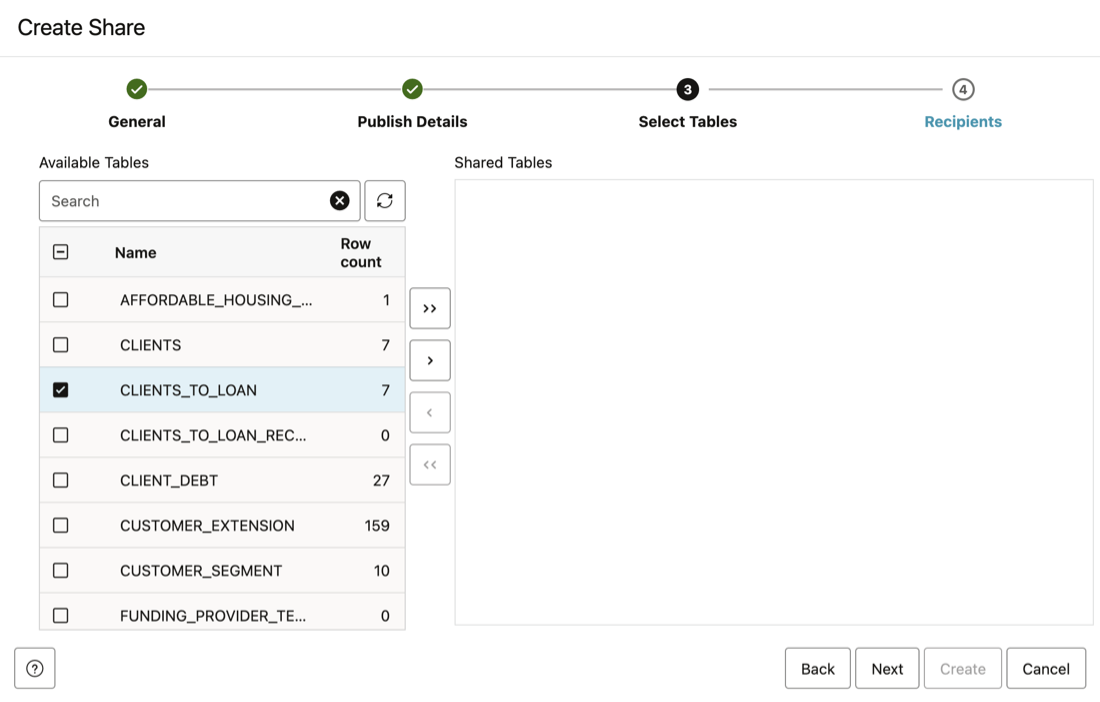 Create Share
3
4
General
Publish Details
Select Tables
Recipients
Available Tables
Shared Tables
Search
Name
Row
count
AFFORDABLE_HOUSING_... 1
CLIENTS 7
CLIENTS_TO_LOAN 7
CLIENTS_TO_LOAN_REC... 0
CLIENT_DEBT 27
CUSTOMER_EXTENSION 159
CUSTOMER_SEGMENT 10
FUNDING_PROVIDER_TE... 0
>>
>
<
<<
?
Back
Next
Create
Cancel